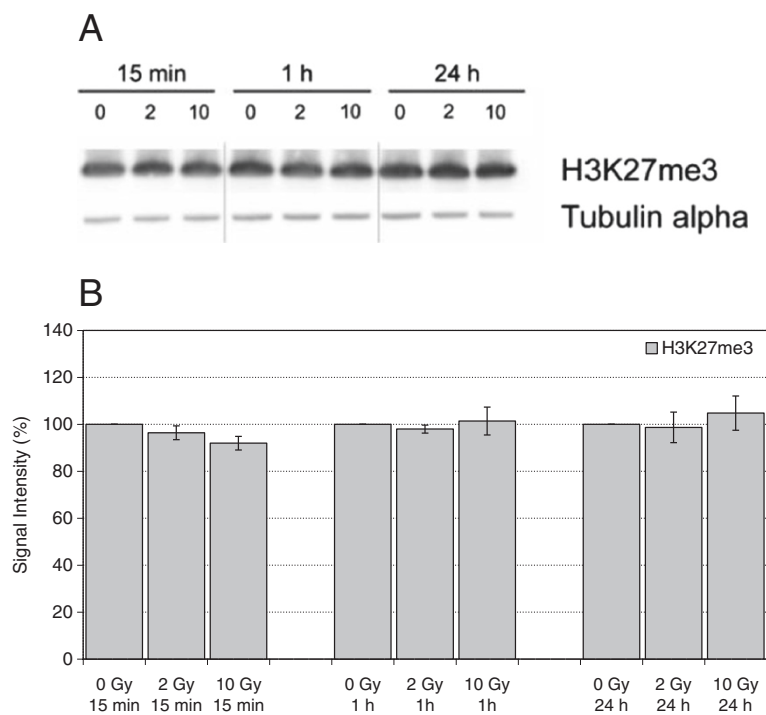 A
15 min 1 h 24 h
0 2 10 0 2 10 0 2 10
H3K27me3
Tubulin alpha
B
140
120
100
80
60
40
20
0
Signal Intensity (%)
H3K27me3
0 Gy 2 Gy 10 Gy 0 Gy 2 Gy 10 Gy 0 Gy 2 Gy 10 Gy
15 min 15 min 15 min 1 h 1h 1h 24 h 24 h 24 h